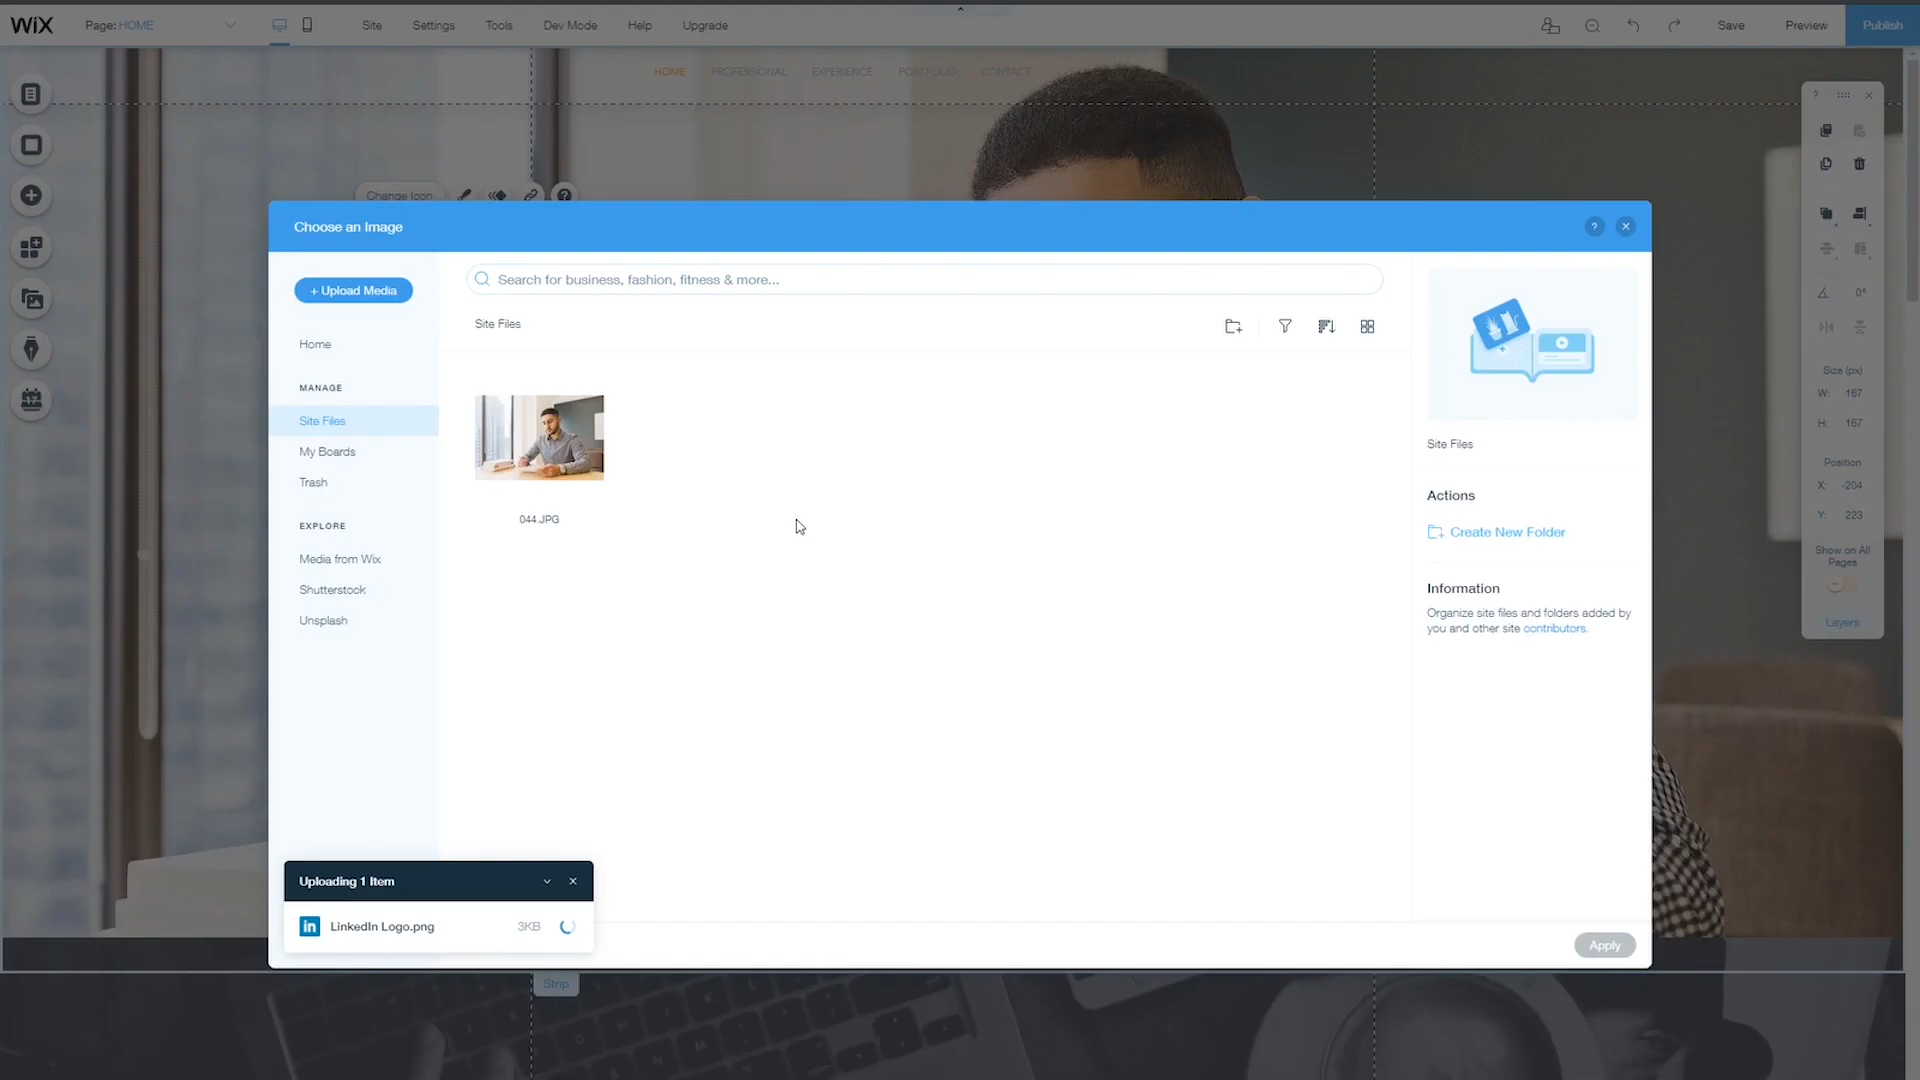 WiX
Page: HOME
Site
Settings
Tools
Dev Mode
Help
Upgrade
Save
Preview
Publish
HOME
PROFESSIONAL
EXPERIENCE
PORTFOLIO
CONTACT
Change Icon
Choose an Image
+ Upload Media
Search for business, fashion, fitness & more...
Home
MANAGE
Site Files
My Boards
Trash
EXPLORE
Media from Wix
Shutterstock
Unsplash
Site Files
044.JPG
Site Files
Actions
Create New Folder
Information
Organize site files and folders added by
you and other site contributors.
Apply
Uploading 1 Item
in LinkedIn Logo.png 3KB
Strip
17
0°
Size (px)
W: 167
H: 167
Position
X: -204
Y: 223
Show on All
Pages
Layers